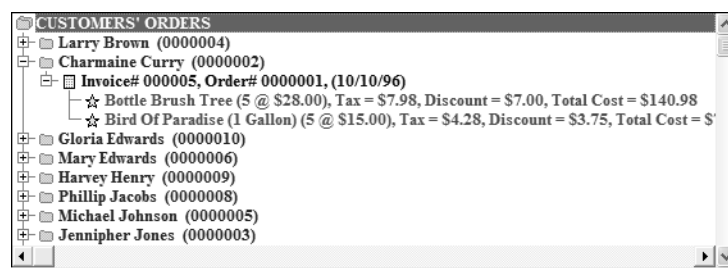 CUSTOMERS' ORDERS
Larry Brown (0000004)
Charmaine Curry (0000002)
Invoice# 000005, Order# 0000001, (10/10/96)
Bottle Brush Tree (5 @ $28.00), Tax = $7.98, Discount = $7.00, Total Cost = $140.98
Bird Of Paradise (1 Gallon) (5 @ $15.00), Tax = $4.28, Discount = $3.75, Total Cost = $
Gloria Edwards (0000010)
Mary Edwards (0000006)
Harvey Henry (0000009)
Phillip Jacobs (0000008)
Michael Johnson (0000005)
Jennipher Jones (0000003)